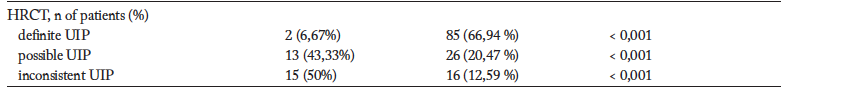 HRCT, n of patients (%)
definite UIP 2 (6,67%) 85 (66,94 %) < 0,001
possible UIP 13 (43,33%) 26 (20,47 %) < 0,001
inconsistent UIP 15 (50%) 16 (12,59 %) < 0,001